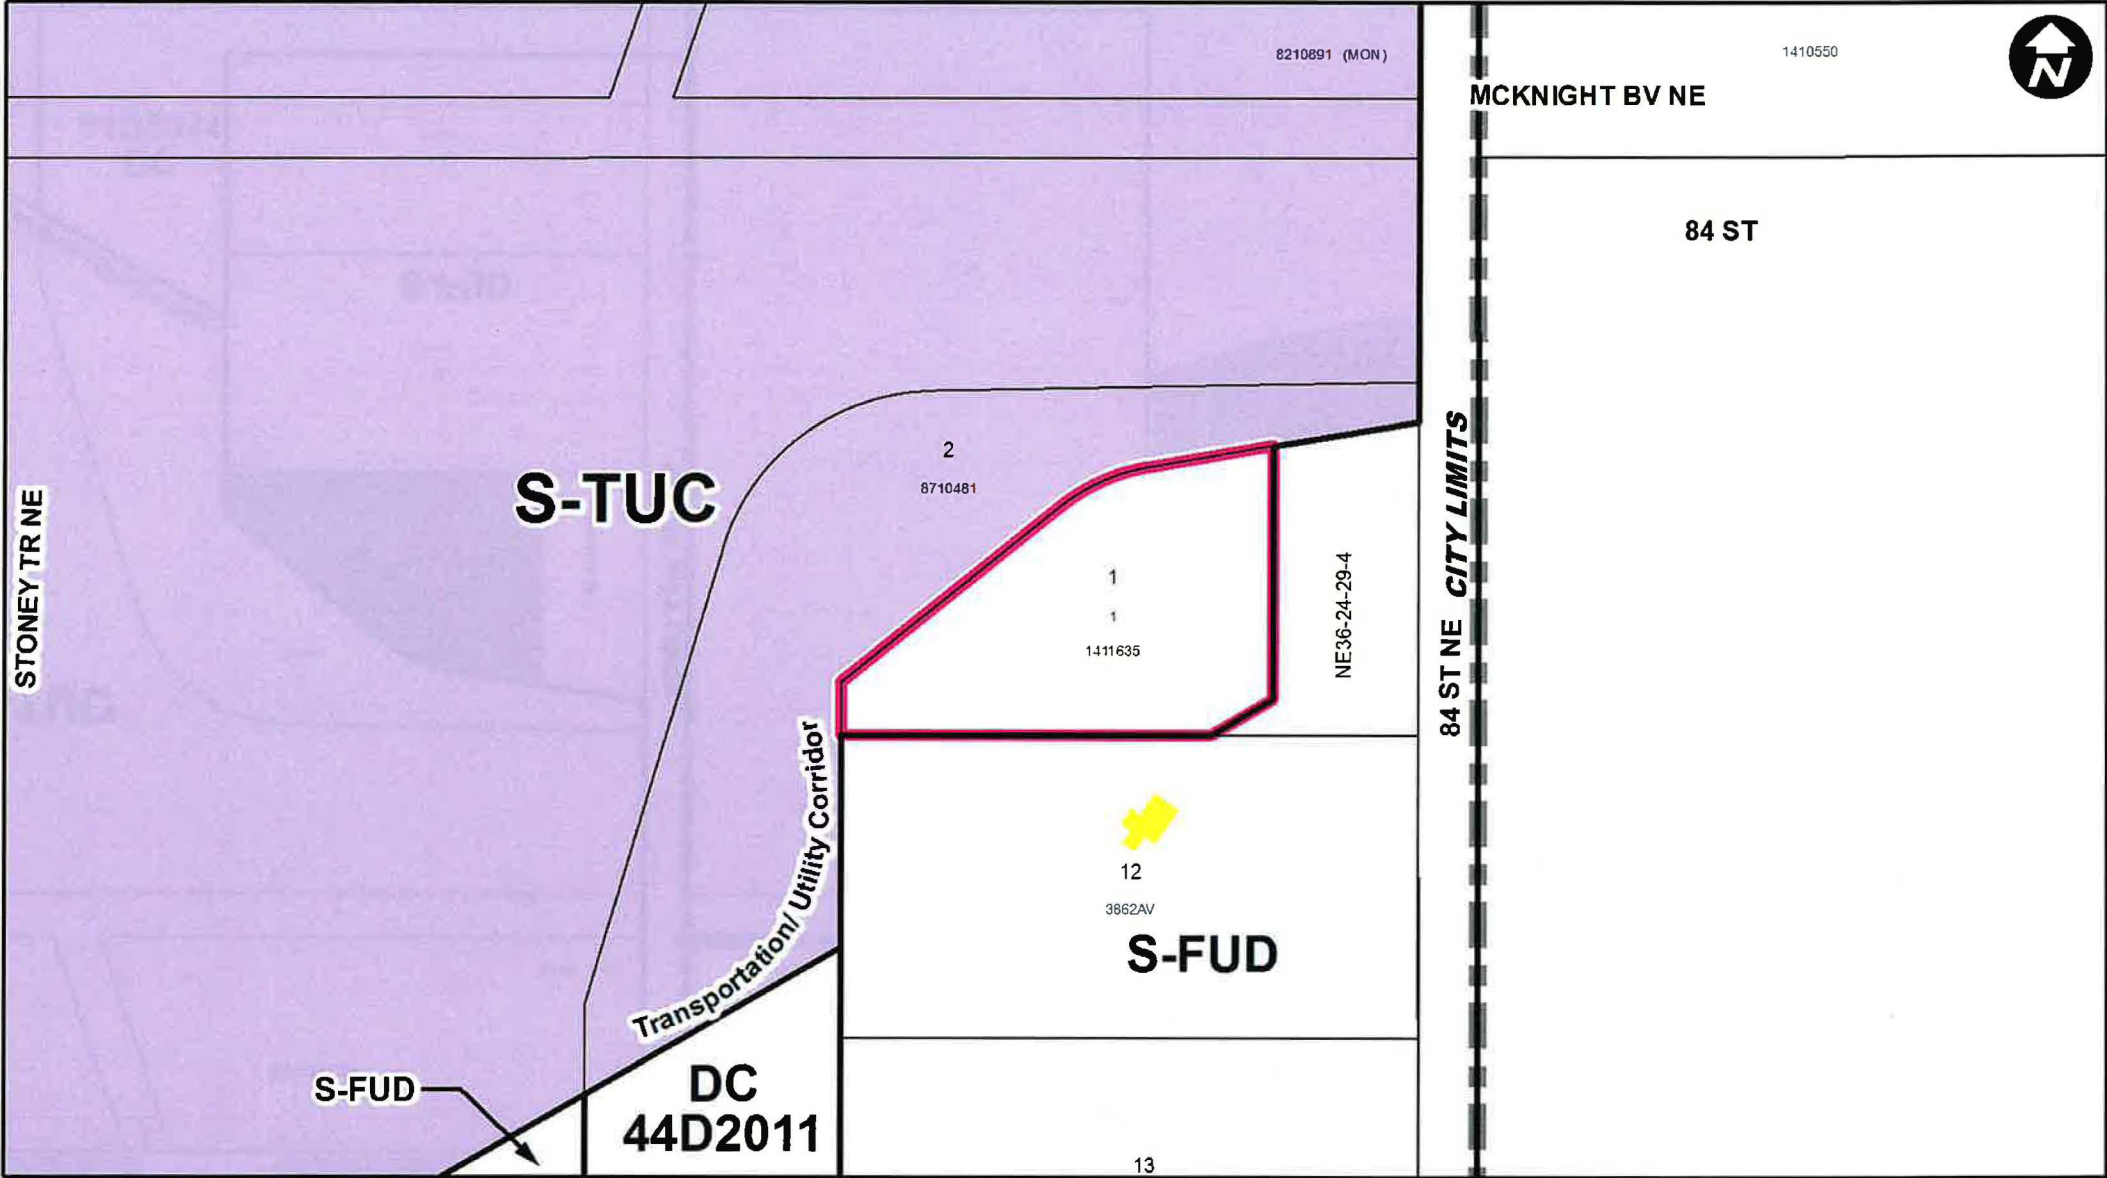 8210891 (MON)
1410550
N
MCKNIGHT BV NE
84 ST
2
8710481
S-TUC
STONEY TR NE
CITY LIMITS
84 ST NE
NE36-24-29-4
1
1
1411635
Transportation/ Utility Corridor
12
3862AV
S-FUD
S-FUD
DC
44D2011
13